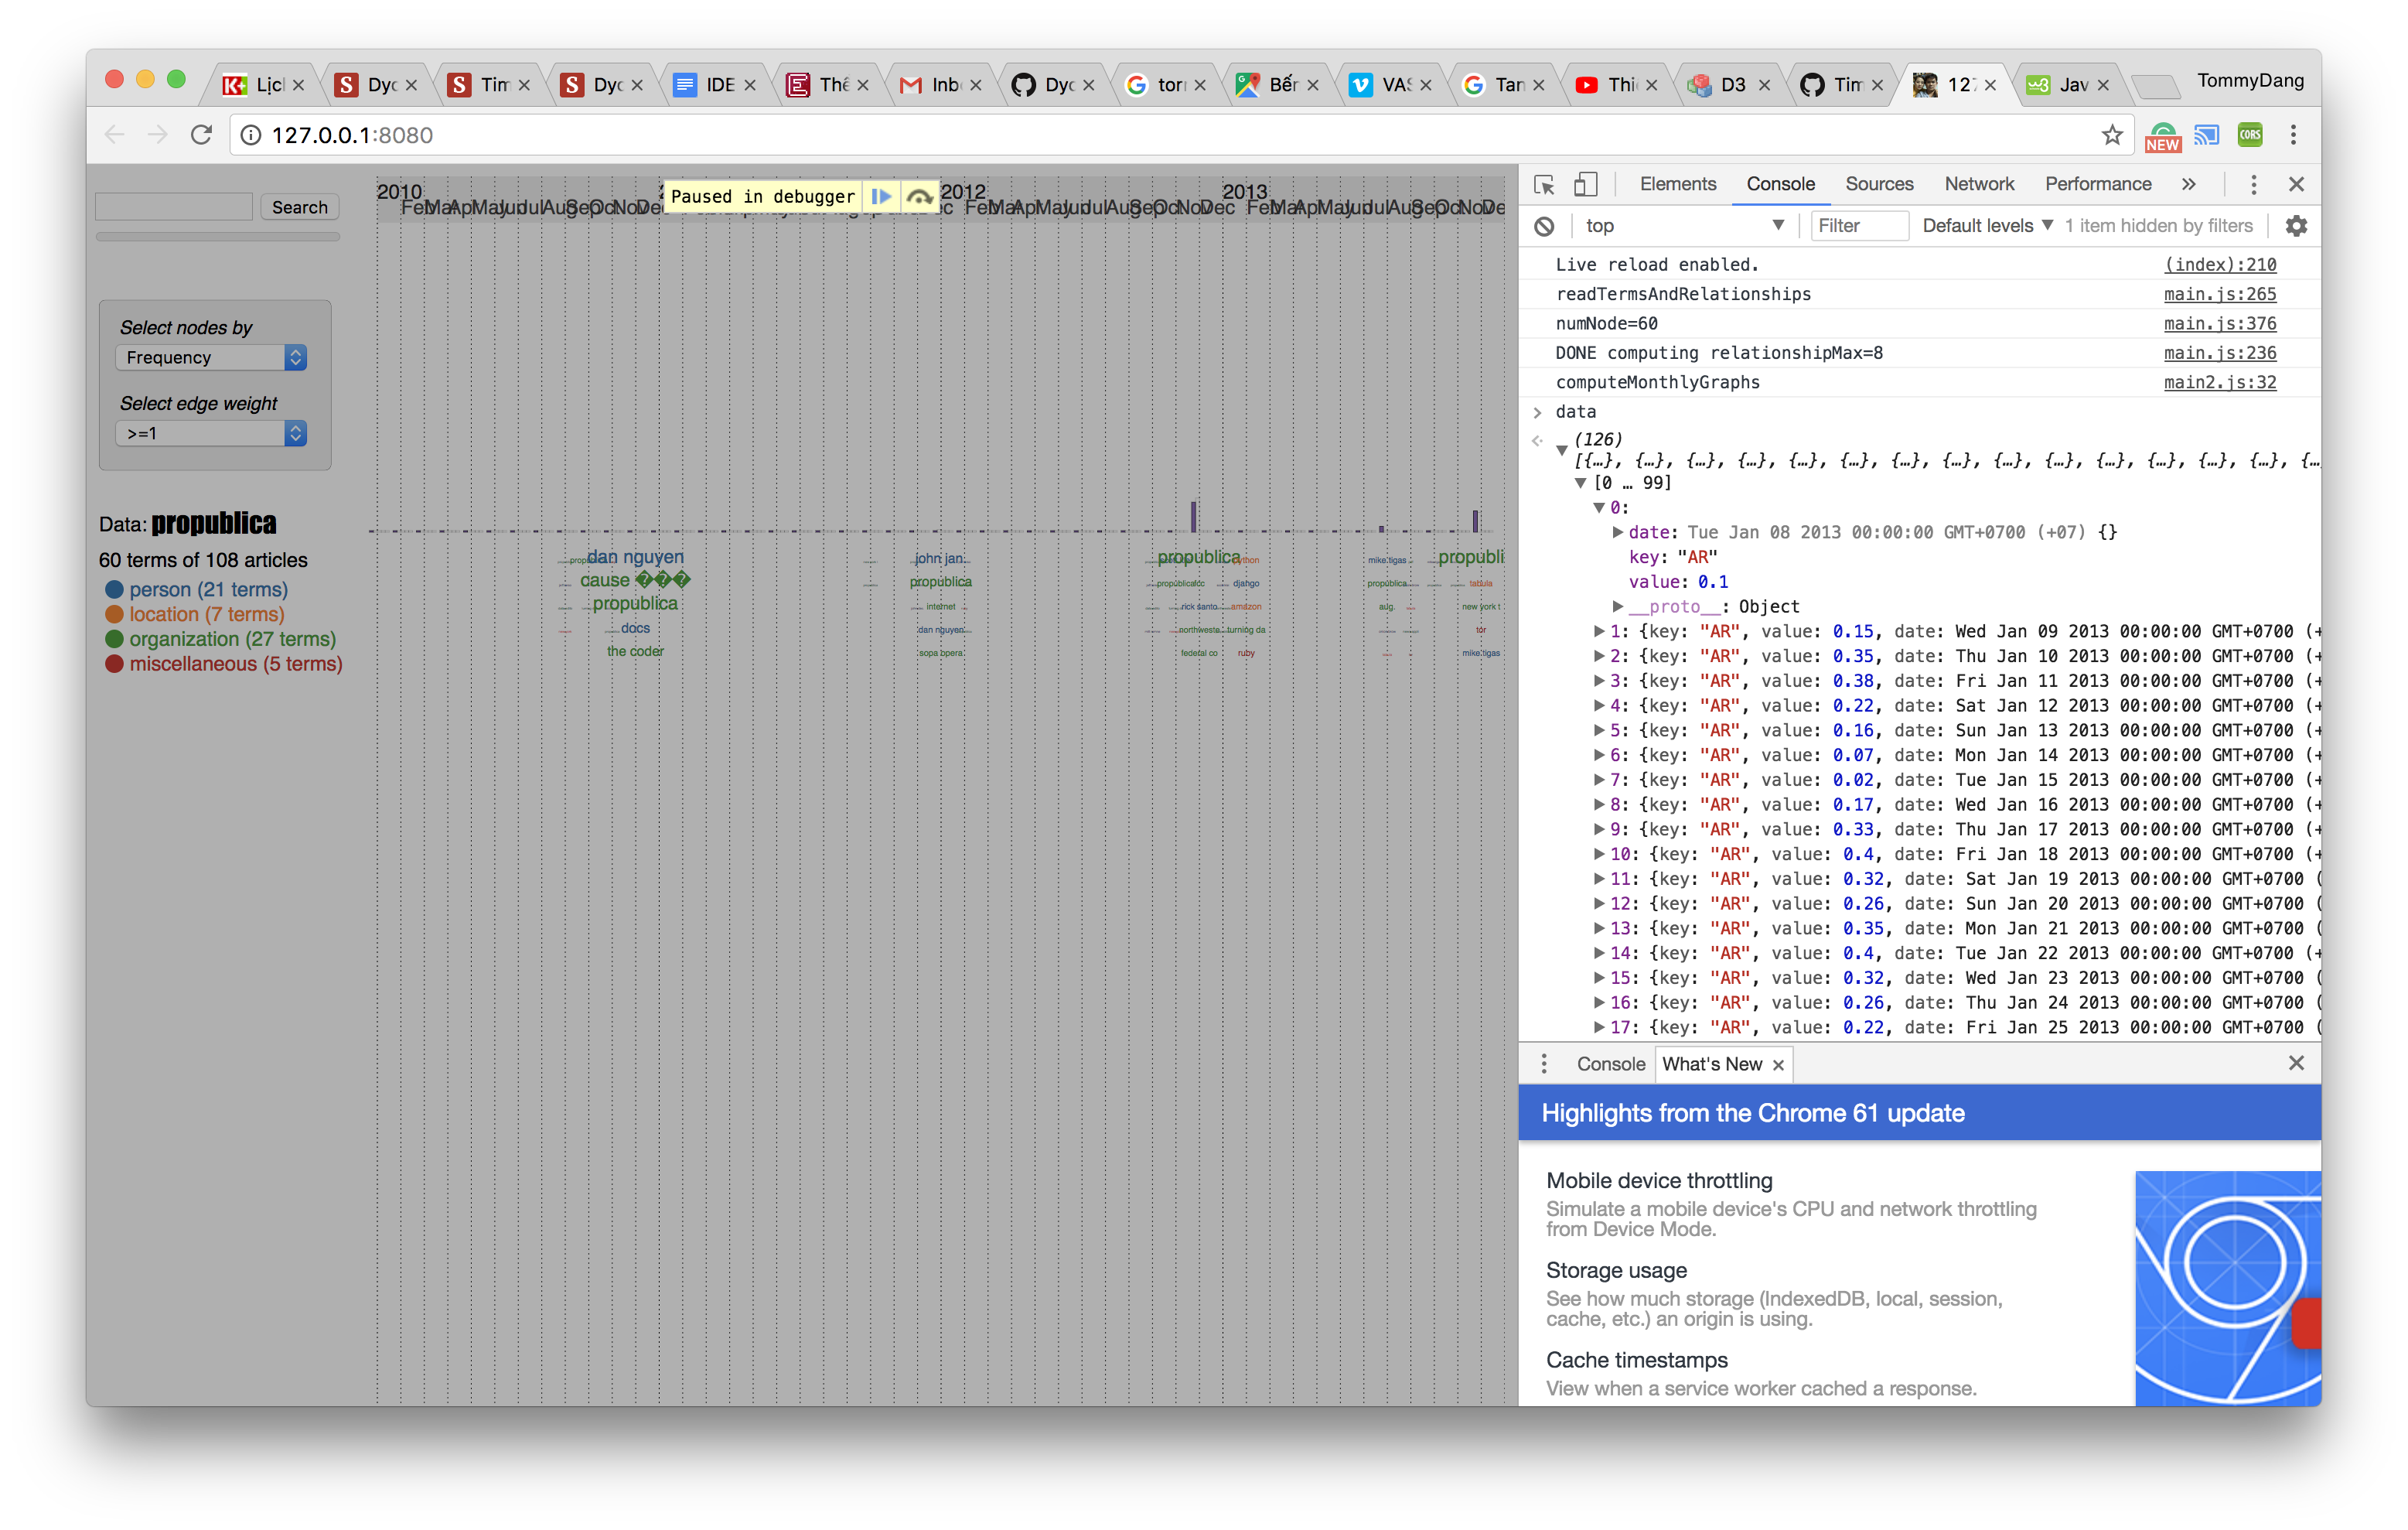 Lịcl Dyc Tim Dyc IDE Thê Inb Dyc torr Bến VAS Tan Thi D3 Tim 127 Jav TommyDang
127.0.0.1:8080
NEW CORS
Search
2010 2012 2013
Paused in debugger
Select nodes by
Frequency
Select edge weight
>=1
Data: propublica
60 terms of 108 articles
person (21 terms)
location (7 terms)
organization (27 terms)
miscellaneous (5 terms)
dan nguyen john jan. propublica python mike.tigas propubli
cause ��� propublica propublicalcc django propublica tabula
propublica internet rick santo amazon aug. new york t
docs dan nguyen northweste turning da tor
the coder sopa opera federal co ruby mike.tigas
Elements Console Sources Network Performance »
top Filter Default levels 1 item hidden by filters
Live reload enabled. (index):210
readTermsAndRelationships main.js:265
numNode=60 main.js:376
DONE computing relationshipMax=8 main.js:236
computeMonthlyGraphs main2.js:32
data
(126)
[{…}, {…}, {…}, {…}, {…}, {…}, {…}, {…}, {…}, {…}, {…}, {…}, {…}, {…}, {…
[0 … 99]
0:
date: Tue Jan 08 2013 00:00:00 GMT+0700 (+07) {}
key: "AR"
value: 0.1
__proto__: Object
1: {key: "AR", value: 0.15, date: Wed Jan 09 2013 00:00:00 GMT+0700 (+
2: {key: "AR", value: 0.35, date: Thu Jan 10 2013 00:00:00 GMT+0700 (+
3: {key: "AR", value: 0.38, date: Fri Jan 11 2013 00:00:00 GMT+0700 (+
4: {key: "AR", value: 0.22, date: Sat Jan 12 2013 00:00:00 GMT+0700 (+
5: {key: "AR", value: 0.16, date: Sun Jan 13 2013 00:00:00 GMT+0700 (+
6: {key: "AR", value: 0.07, date: Mon Jan 14 2013 00:00:00 GMT+0700 (+
7: {key: "AR", value: 0.02, date: Tue Jan 15 2013 00:00:00 GMT+0700 (+
8: {key: "AR", value: 0.17, date: Wed Jan 16 2013 00:00:00 GMT+0700 (+
9: {key: "AR", value: 0.33, date: Thu Jan 17 2013 00:00:00 GMT+0700 (+
10: {key: "AR", value: 0.4, date: Fri Jan 18 2013 00:00:00 GMT+0700 (+
11: {key: "AR", value: 0.32, date: Sat Jan 19 2013 00:00:00 GMT+0700 (
12: {key: "AR", value: 0.26, date: Sun Jan 20 2013 00:00:00 GMT+0700 (
13: {key: "AR", value: 0.35, date: Mon Jan 21 2013 00:00:00 GMT+0700 (
14: {key: "AR", value: 0.4, date: Tue Jan 22 2013 00:00:00 GMT+0700 (+
15: {key: "AR", value: 0.32, date: Wed Jan 23 2013 00:00:00 GMT+0700 (
16: {key: "AR", value: 0.26, date: Thu Jan 24 2013 00:00:00 GMT+0700 (
17: {key: "AR", value: 0.22, date: Fri Jan 25 2013 00:00:00 GMT+0700 (
Console What's New
Highlights from the Chrome 61 update
Mobile device throttling
Simulate a mobile device's CPU and network throttling
from Device Mode.
Storage usage
See how much storage (IndexedDB, local, session,
cache, etc.) an origin is using.
Cache timestamps
View when a service worker cached a response.